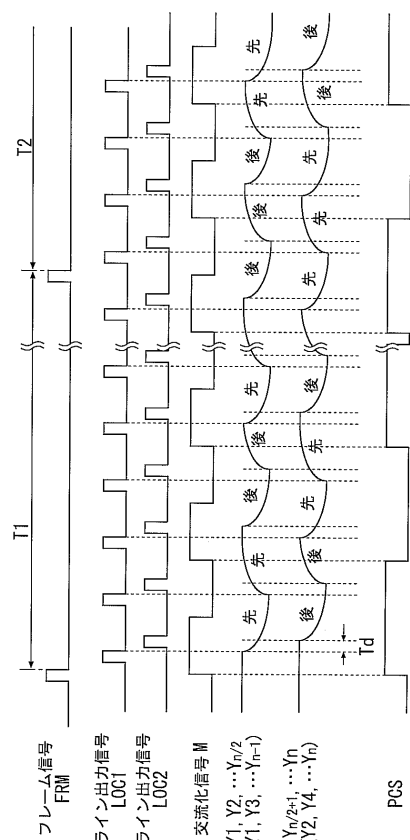 T1
T2
フレーム信号
FRM
ライン出力信号
LOC1
ライン出力信号
LOC2
交流化信号 M
Y1, Y2, …Yn/2
Y1, Y3, …Yn-1)
先 後 先 後 先 後 後 先 先
Yn/2+1, …Yn
Y2, Y4, …Yn)
後 先 後 先 後 先 先 後 後
Td
PCS